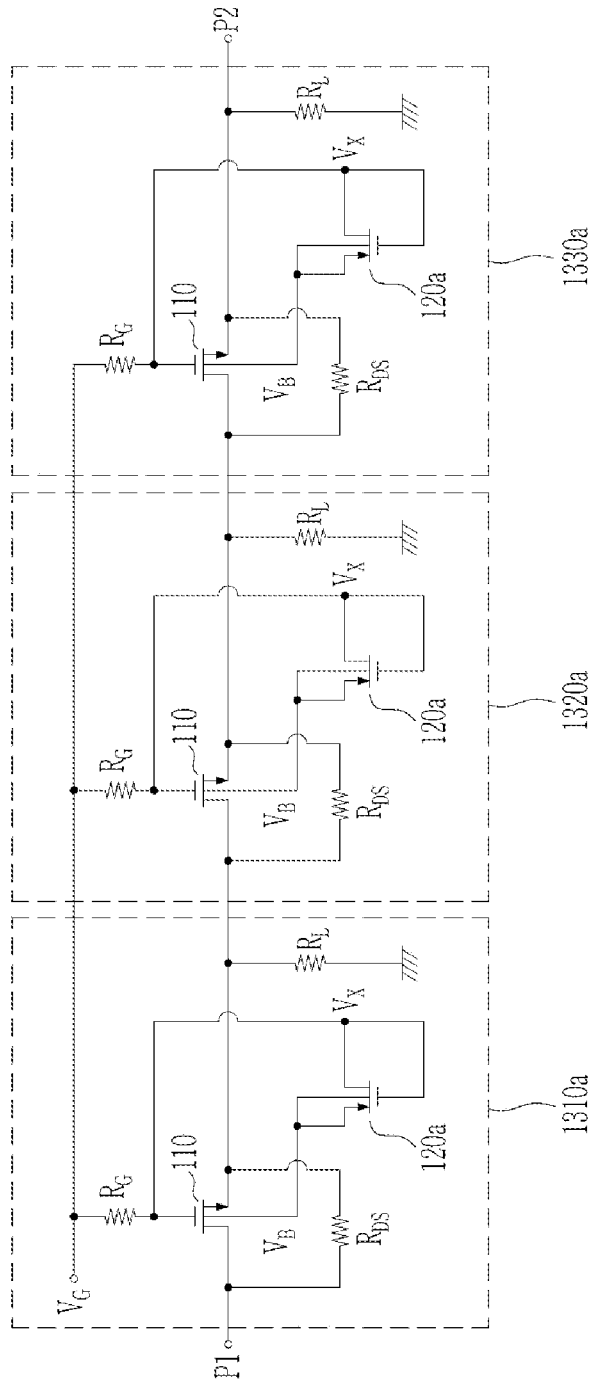 V_G
P1
R_G
110
V_B
R_DS
120a
V_X
R_L
1310a
R_G
110
V_B
R_DS
120a
V_X
R_L
1320a
R_G
110
V_B
R_DS
120a
V_X
R_L
1330a
P2